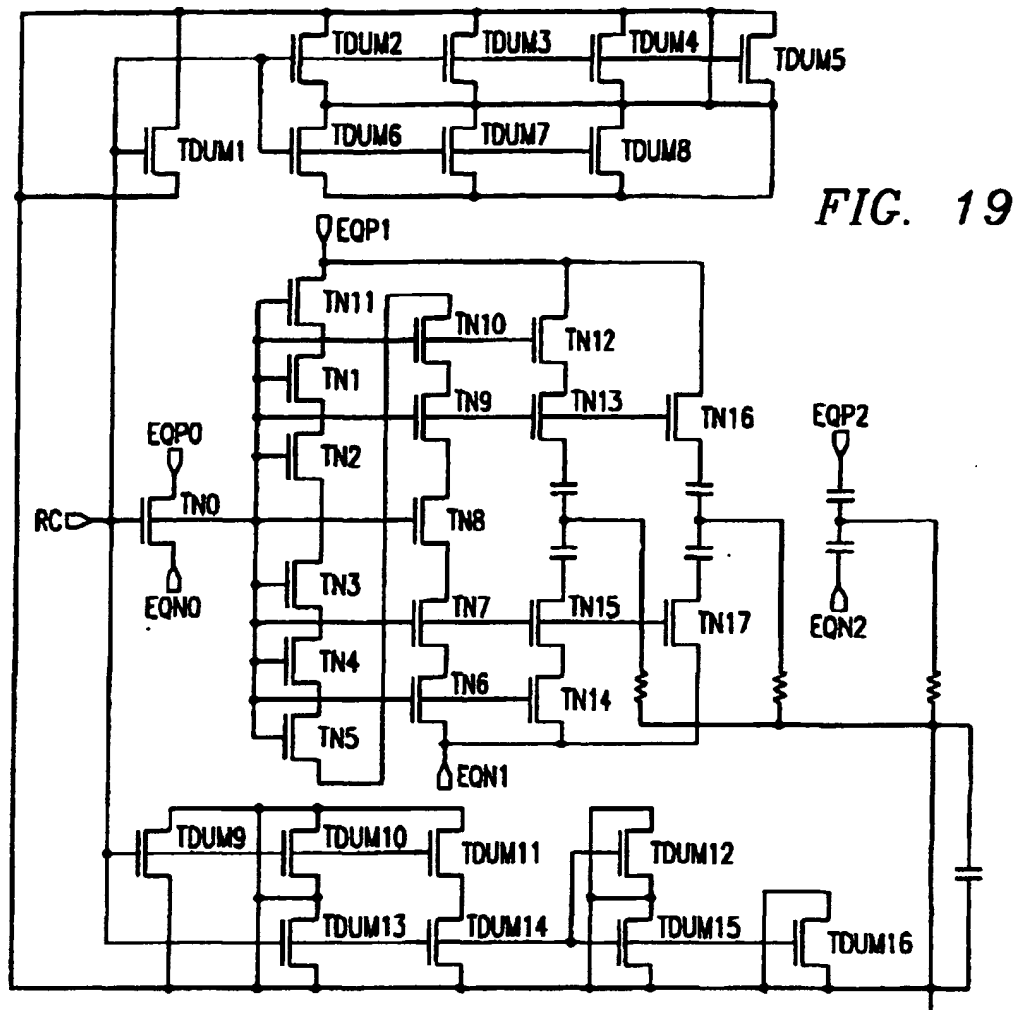 TDUM2
TDUM3
TDUM4
TDUM5
TDUM1
TDUM6
TDUM7
TDUM8
FIG. 19
EQP1
TN11
TN10
TN12
TN1
TN9
TN13
TN16
EQP2
EQP0
TN2
RC
TN0
TN8
EQN0
TN3
TN7
TN15
TN17
EQN2
TN4
TN6
TN14
TN5
EQN1
TDUM9
TDUM10
TDUM11
TDUM12
TDUM13
TDUM14
TDUM15
TDUM16